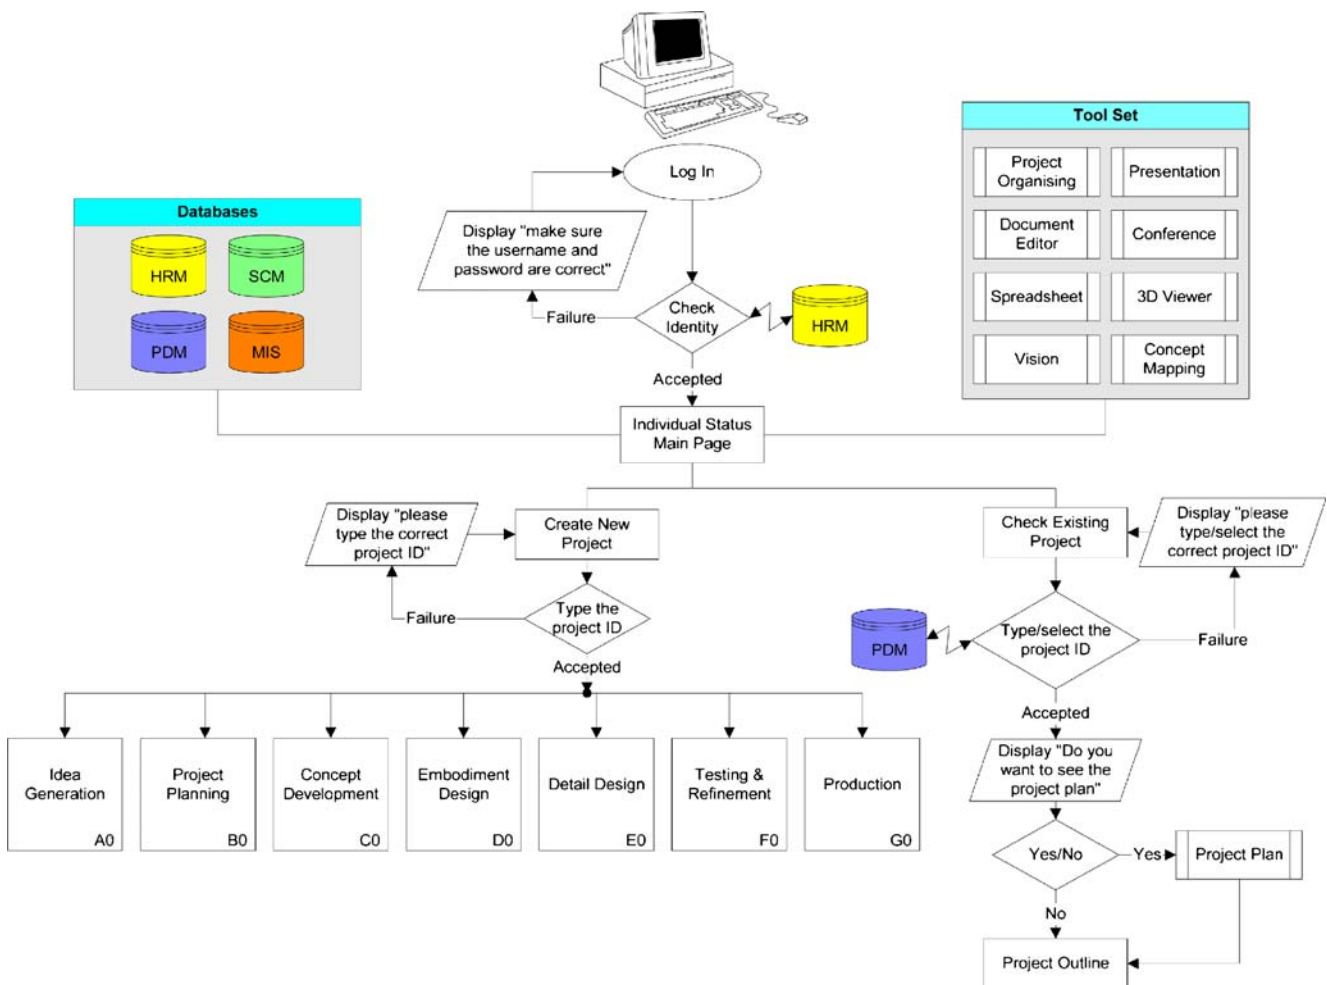 Tool Set
Project
Organising
Presentation
Document
Editor
Conference
Spreadsheet
3D Viewer
Vision
Concept
Mapping
Log In
Databases
HRM
SCM
PDM
MIS
Display "make sure
the username and
password are correct"
Failure
Check
Identity
HRM
Accepted
Individual Status
Main Page
Display "please
type the correct
project ID"
Create New
Project
Failure
Type the
project ID
Accepted
Check Existing
Project
Display "please
type/select the
correct project ID"
PDM
Type/select the
project ID
Failure
Accepted
Idea
Generation
A0
Project
Planning
B0
Concept
Development
C0
Embodiment
Design
D0
Detail Design
E0
Testing &
Refinement
F0
Production
G0
Display "Do you
want to see the
project plan"
Yes/No
Yes
Project Plan
No
Project Outline